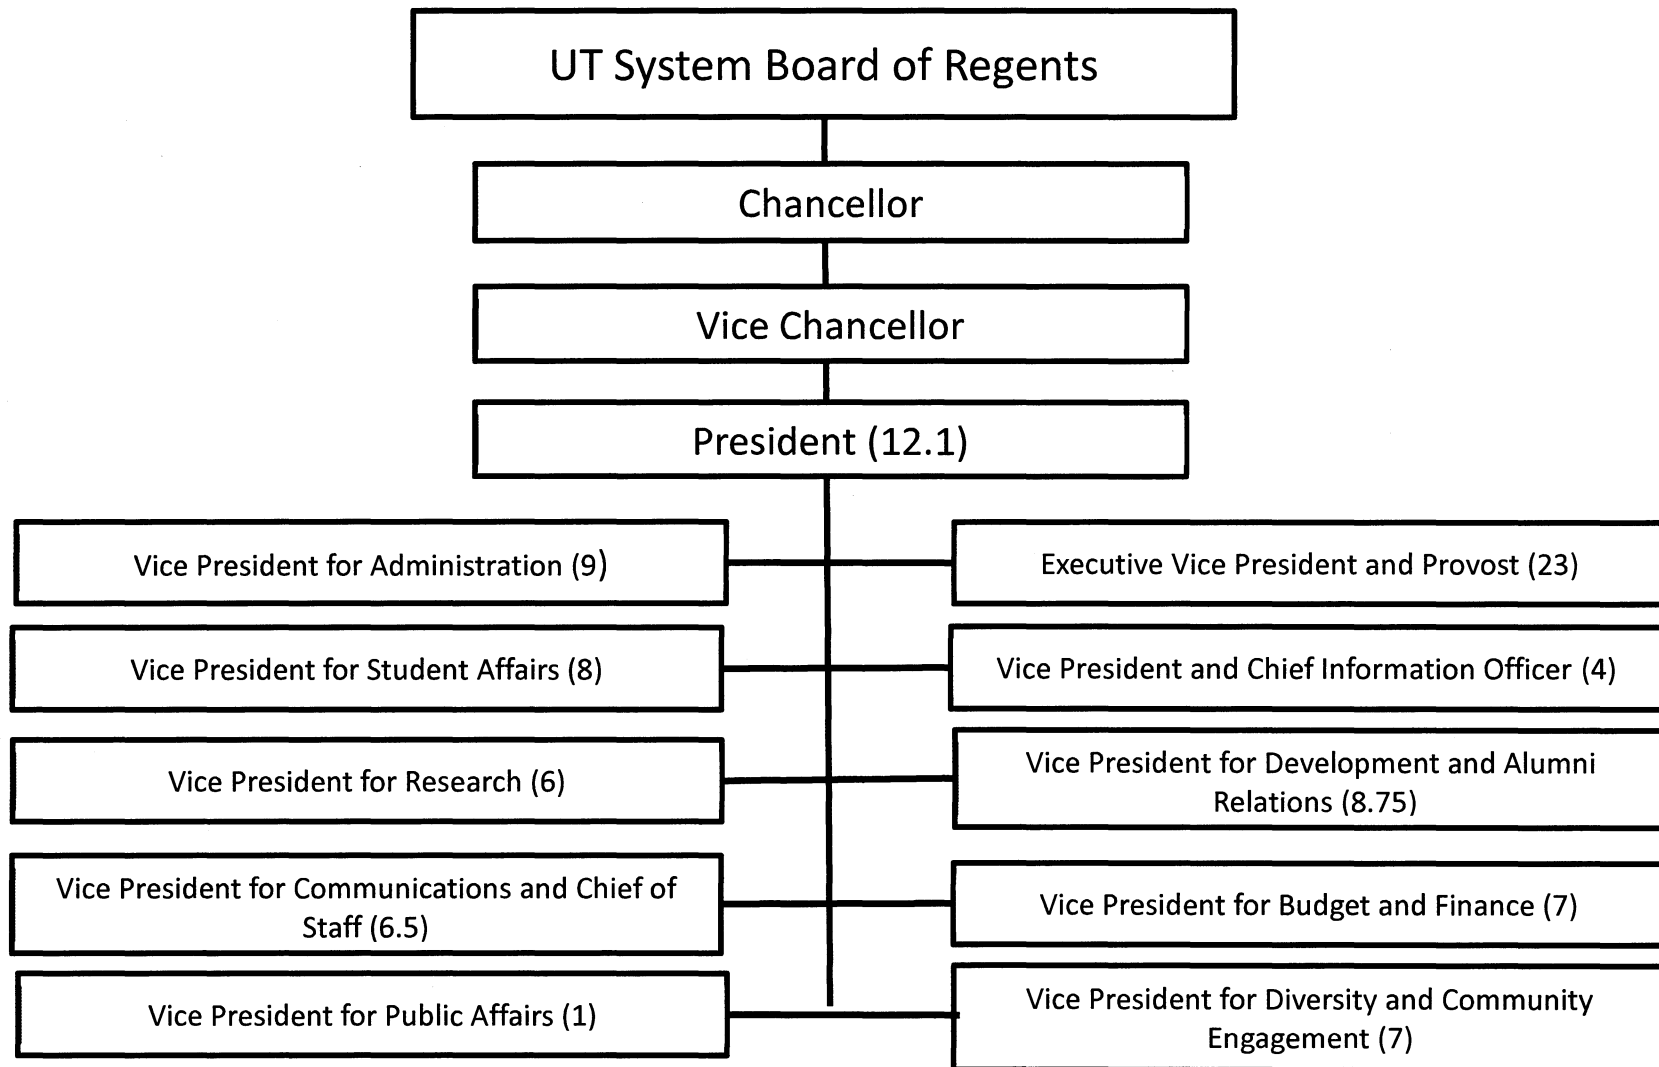 UT System Board of Regents
Chancellor
Vice Chancellor
President (12.1)
Vice President for Administration (9)
Executive Vice President and Provost (23)
Vice President for Student Affairs (8)
Vice President and Chief Information Officer (4)
Vice President for Research (6)
Vice President for Development and Alumni
Relations (8.75)
Vice President for Communications and Chief of
Staff (6.5)
Vice President for Budget and Finance (7)
Vice President for Public Affairs (1)
Vice President for Diversity and Community
Engagement (7)